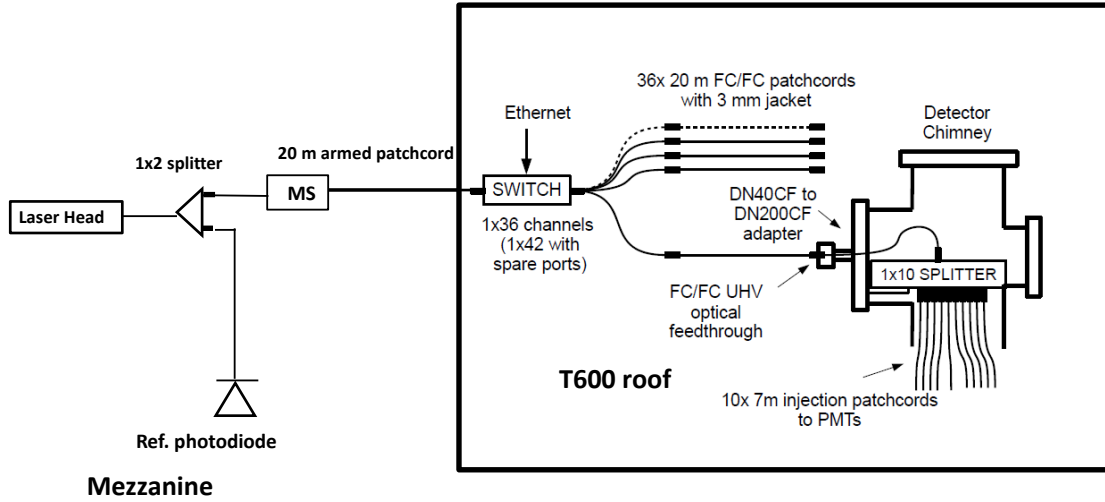 36x 20 m FC/FC patchcords
with 3 mm jacket
Ethernet
Detector
Chimney
1x2 splitter
20 m armed patchcord
MS
SWITCH
DN40CF to
DN200CF
adapter
Laser Head
1x36 channels
(1x42 with
spare ports)
1x10 SPLITTER
FC/FC UHV
optical
feedthrough
T600 roof
10x 7m injection patchcords
to PMTs
Ref. photodiode
Mezzanine